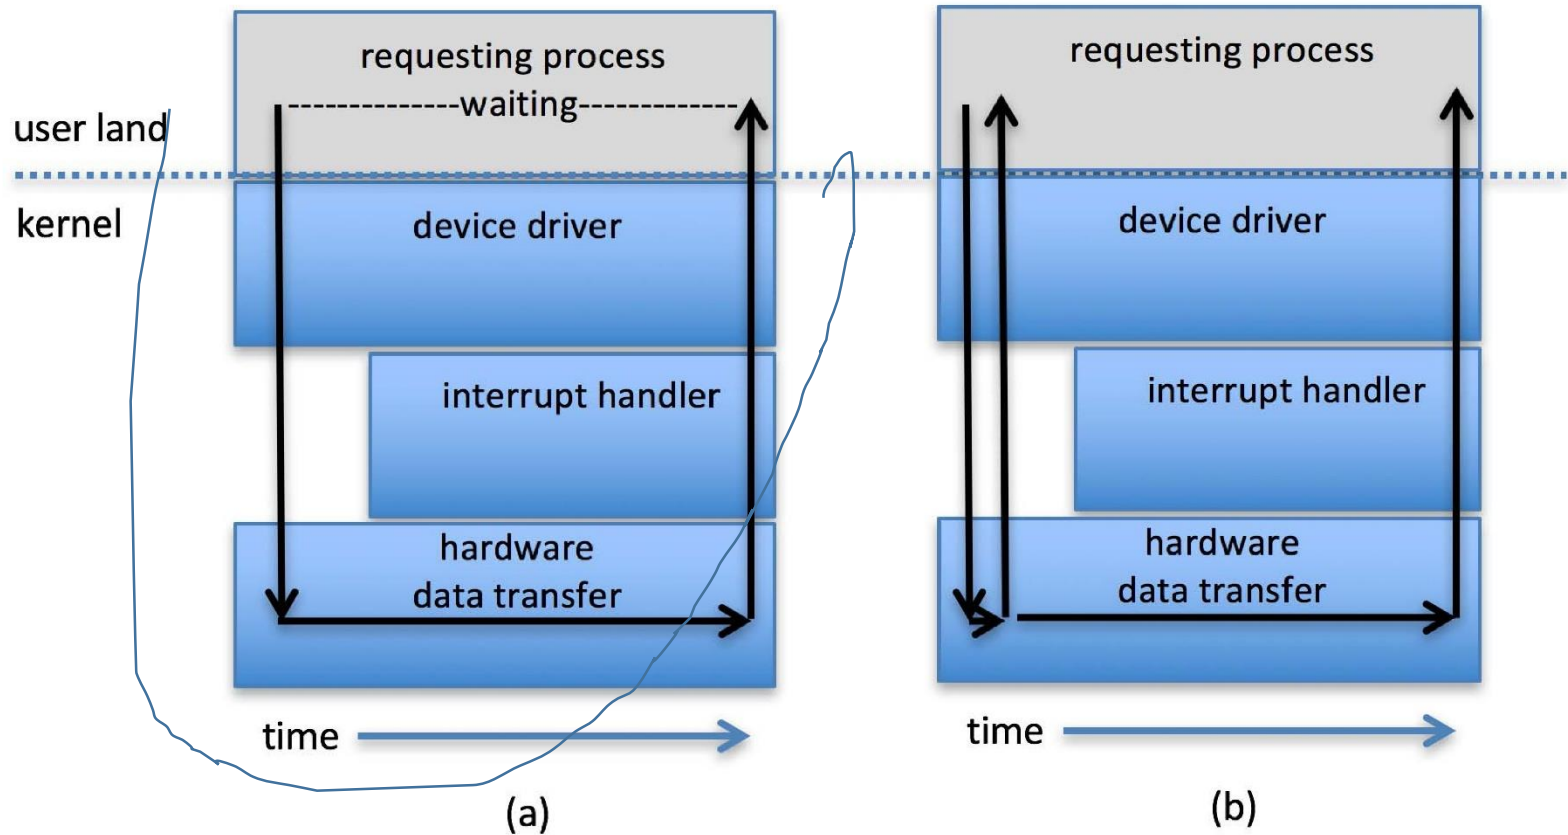 requesting process
--------------waiting-------------
user land
kernel
device driver
interrupt handler
hardware
data transfer
time
(a)
requesting process
device driver
interrupt handler
hardware
data transfer
time
(b)